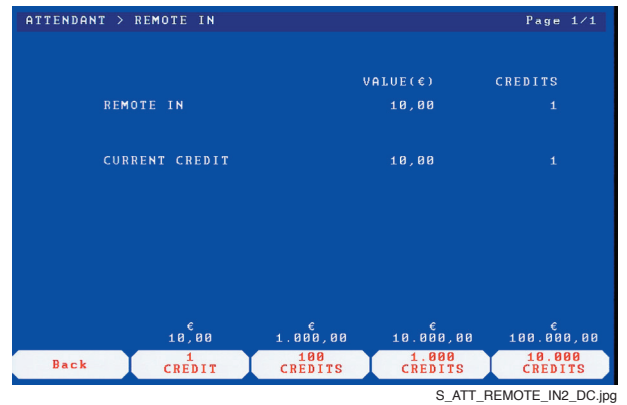 ATTENDANT > REMOTE IN Page 1/1
VALUE(€) CREDITS
REMOTE IN 10,00 1
CURRENT CREDIT 10,00 1
€ € € €
10,00 1.000,00 10.000,00 100.000,00
Back 1 CREDIT 100 CREDITS 1.000 CREDITS 10.000 CREDITS
S_ATT_REMOTE_IN2_DC.jpg